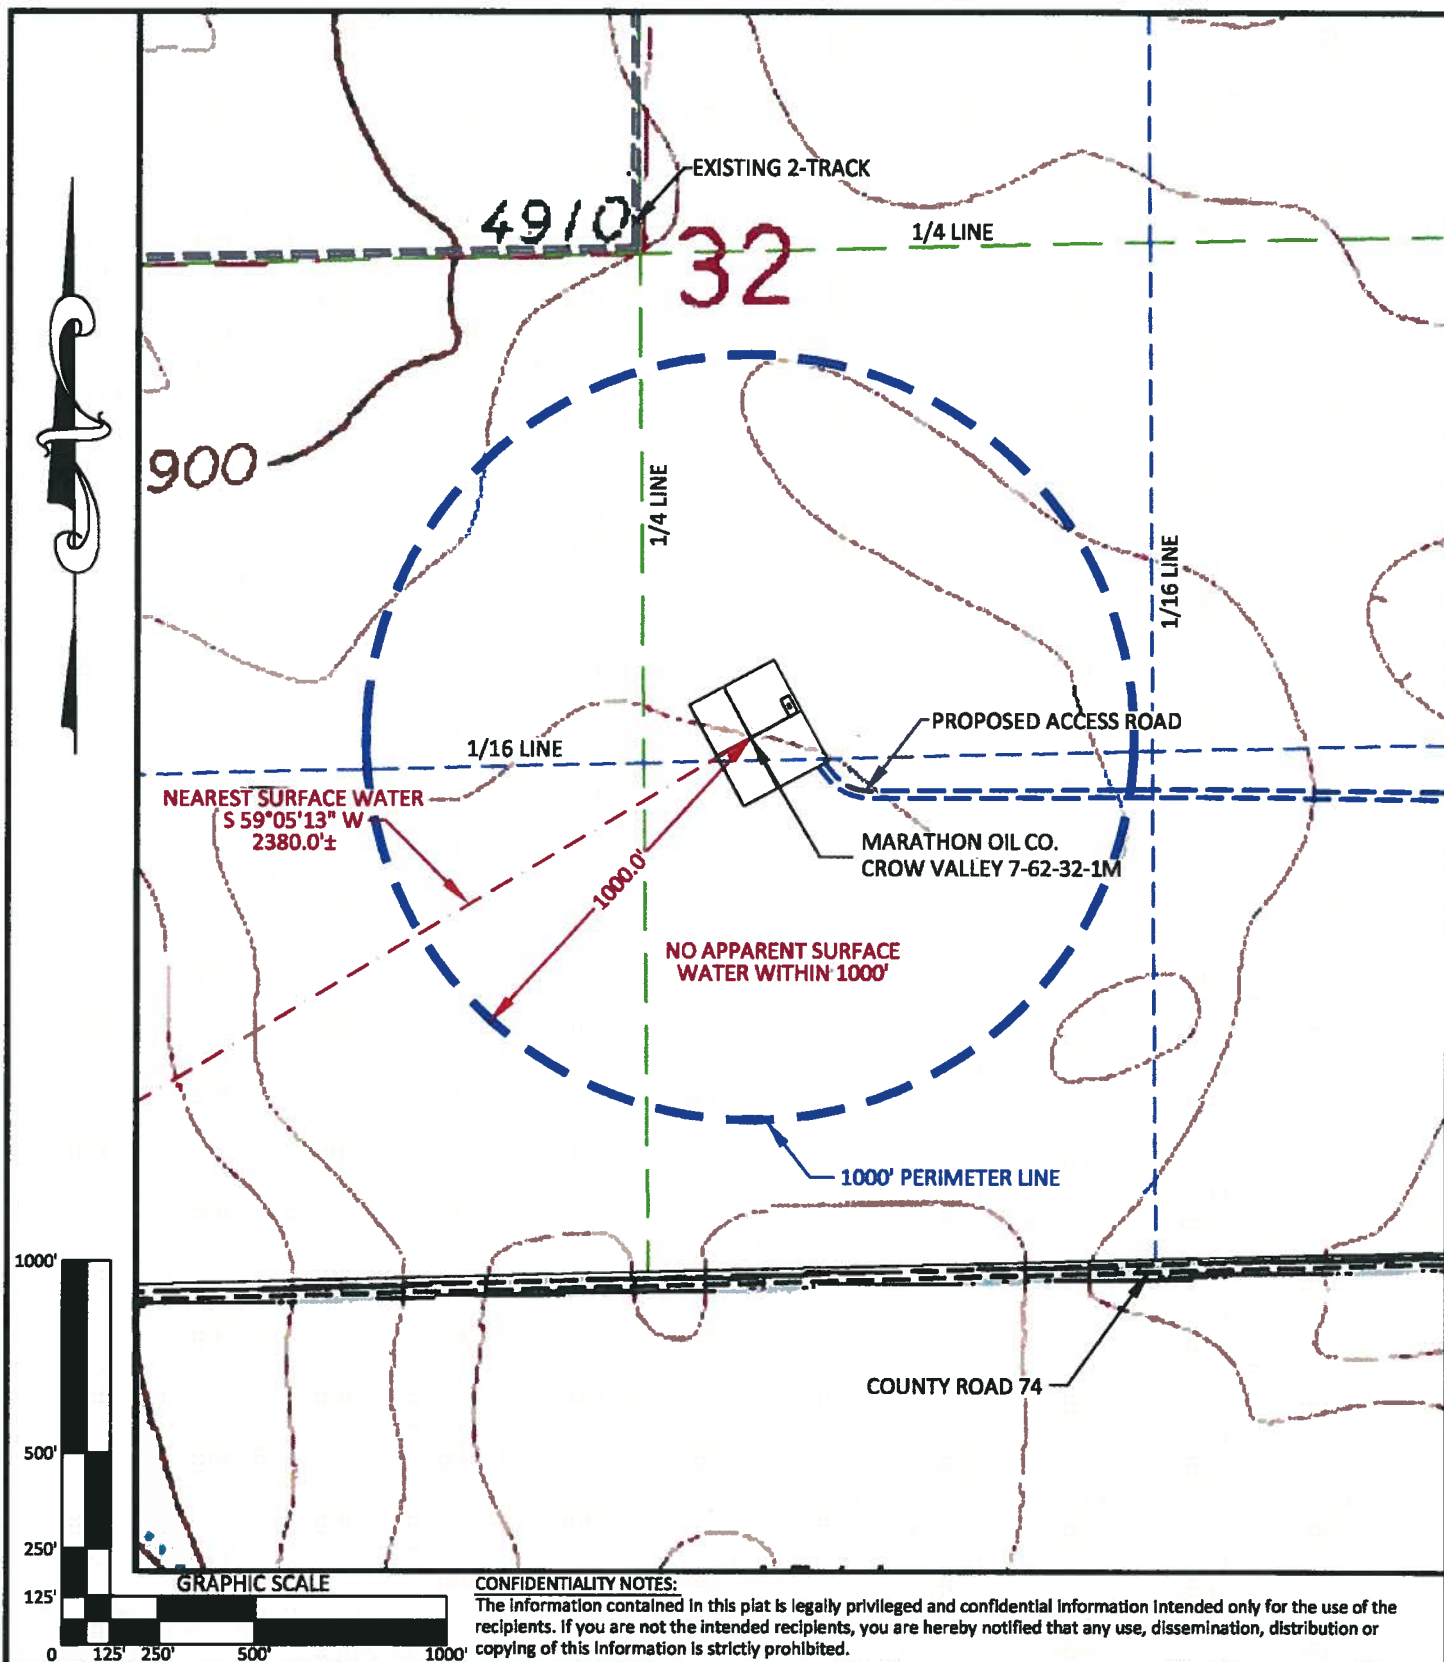 EXISTING 2-TRACK
4910
32
1/4 LINE
900
1/4 LINE
1/16 LINE
PROPOSED ACCESS ROAD
1/16 LINE
NEAREST SURFACE WATER
S 59°05'13" W
2380.0'±
MARATHON OIL CO.
CROW VALLEY 7-62-32-1M
1000.0'
NO APPARENT SURFACE
WATER WITHIN 1000'
1000' PERIMETER LINE
1000'
COUNTY ROAD 74
500'
250'
125'
GRAPHIC SCALE
0 125' 250' 500' 1000'
CONFIDENTIALITY NOTES:
The information contained in this plat is legally privileged and confidential information intended only for the use of the
recipients. If you are not the intended recipients, you are hereby notified that any use, dissemination, distribution or
copying of this information is strictly prohibited.